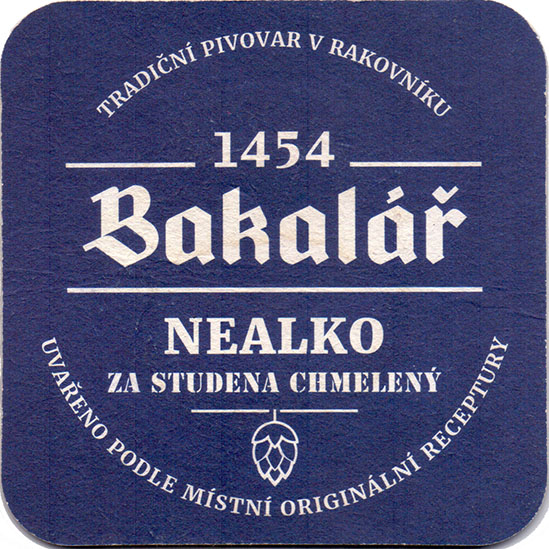 TRADIČNÍ PIVOVAR V RAKOVNÍKU
1454
Bakalář
NEALKO
ZA STUDENA CHMELENÝ
UVAŘENO PODLE MÍSTNÍ ORIGINÁLNÍ RECEPTURY